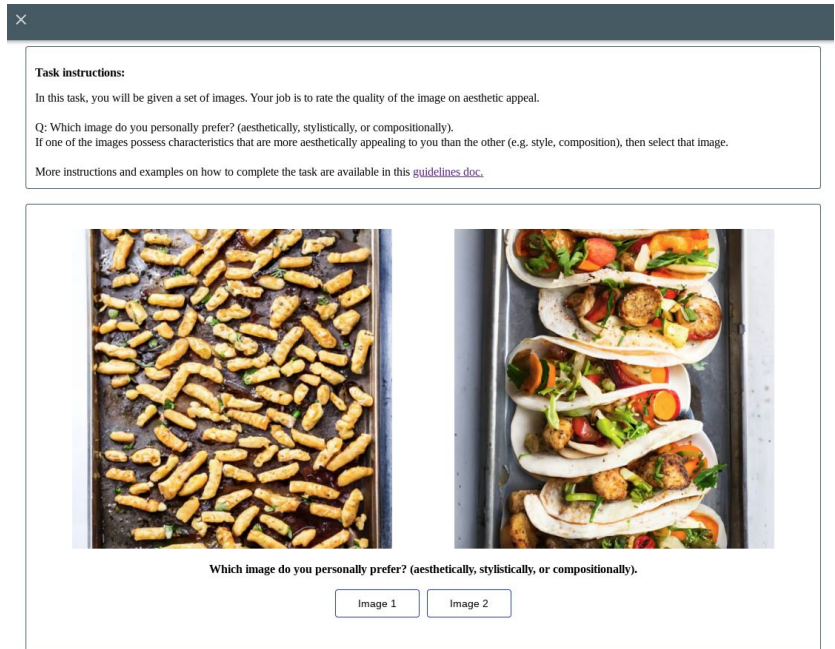 Task instructions:
In this task, you will be given a set of images. Your job is to rate the quality of the image on aesthetic appeal.
Q: Which image do you personally prefer? (aesthetically, stylistically, or compositionally).
If one of the images possess characteristics that are more aesthetically appealing to you than the other (e.g. style, composition), then select that image.
More instructions and examples on how to complete the task are available in this guidelines doc.
Which image do you personally prefer? (aesthetically, stylistically, or compositionally).
Image 1 Image 2